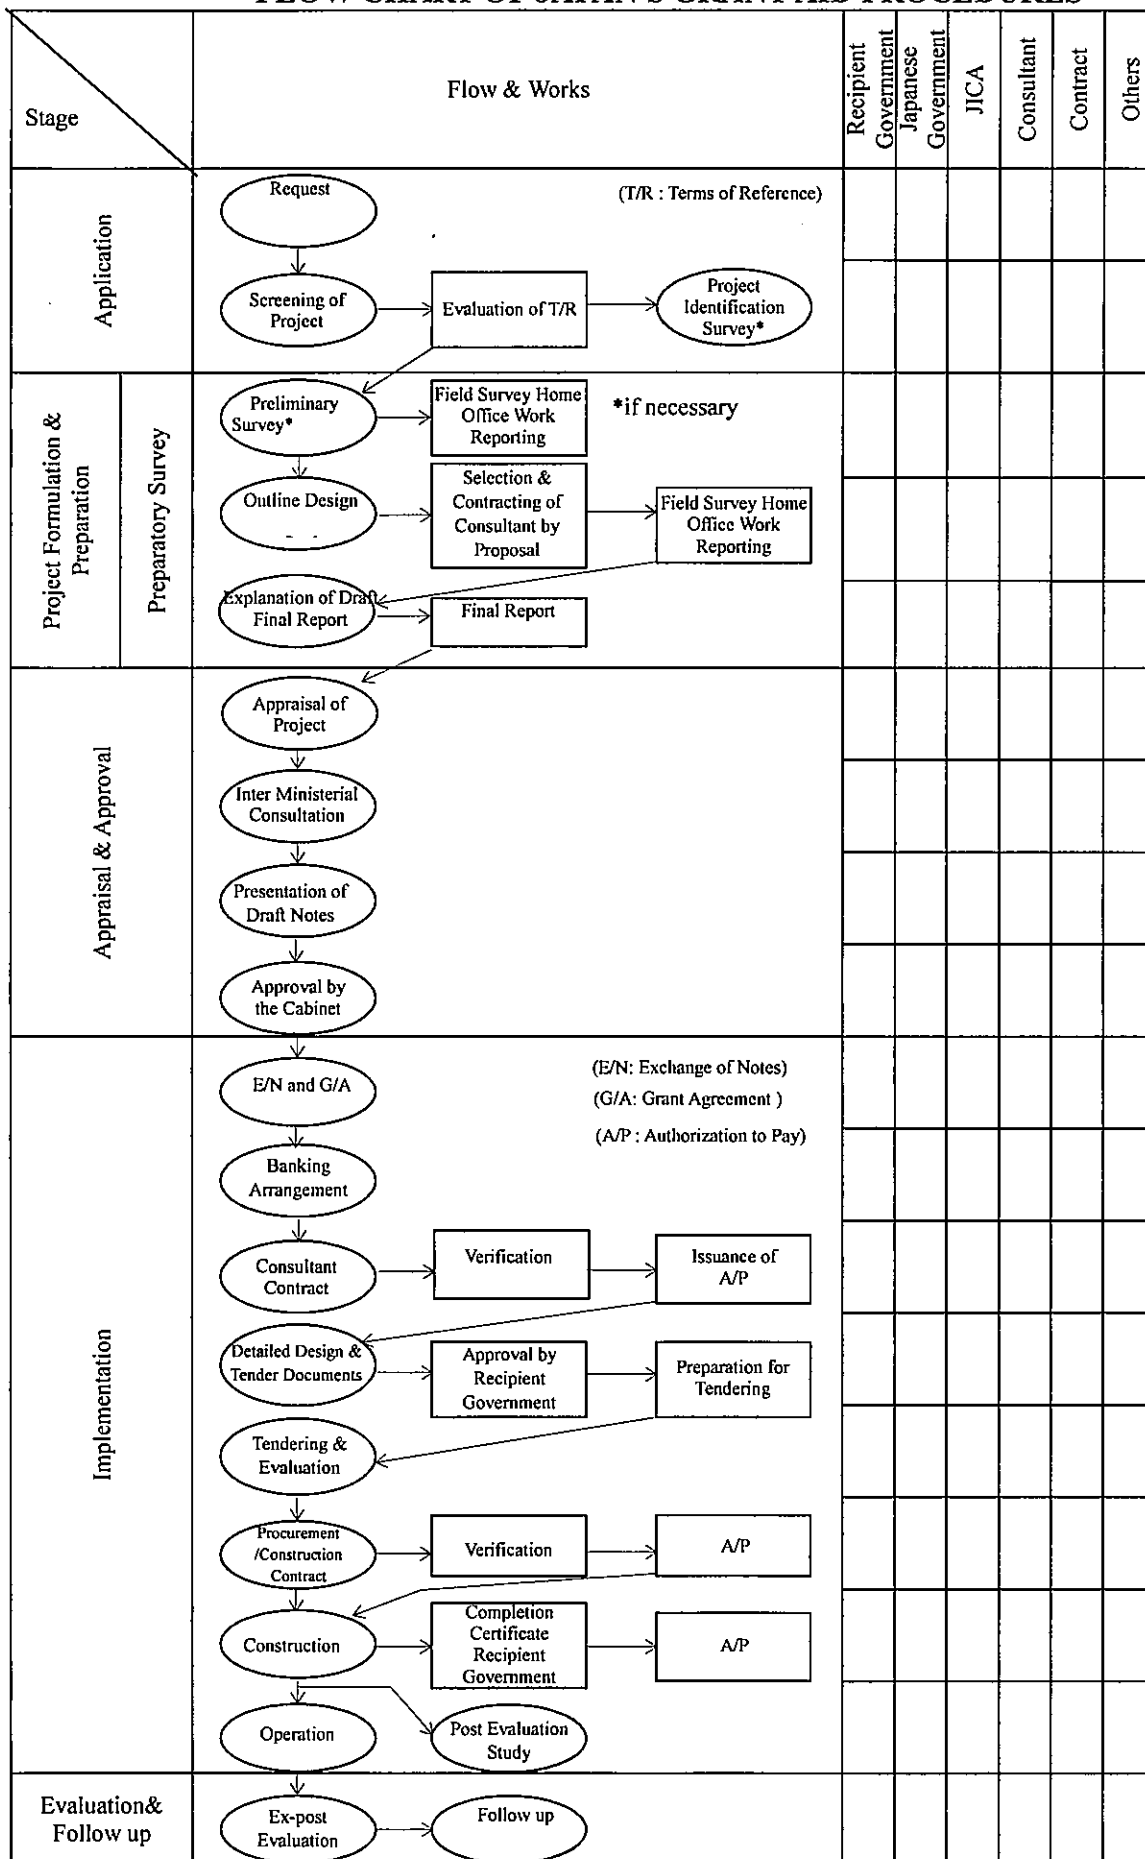 Stage
Flow & Works
Recipient
Government
Japanese
Government
JICA
Consultant
Contract
Others
Application
Request
(T/R : Terms of Reference)
Screening of
Project
Evaluation of T/R
Project
Identification
Survey*
Project Formulation &
Preparation
Preparatory Survey
Preliminary
Survey*
Field Survey Home
Office Work
Reporting
*if necessary
Outline Design
Selection &
Contracting of
Consultant by
Proposal
Field Survey Home
Office Work
Reporting
Explanation of Draft
Final Report
Final Report
Appraisal & Approval
Appraisal of
Project
Inter Ministerial
Consultation
Presentation of
Draft Notes
Approval by
the Cabinet
Implementation
E/N and G/A
(E/N: Exchange of Notes)
(G/A: Grant Agreement )
(A/P : Authorization to Pay)
Banking
Arrangement
Consultant
Contract
Verification
Issuance of
A/P
Detailed Design &
Tender Documents
Approval by
Recipient
Government
Preparation for
Tendering
Tendering &
Evaluation
Procurement
/Construction
Contract
Verification
A/P
Construction
Completion
Certificate
Recipient
Government
A/P
Operation
Post Evaluation
Study
Evaluation&
Follow up
Ex-post
Evaluation
Follow up